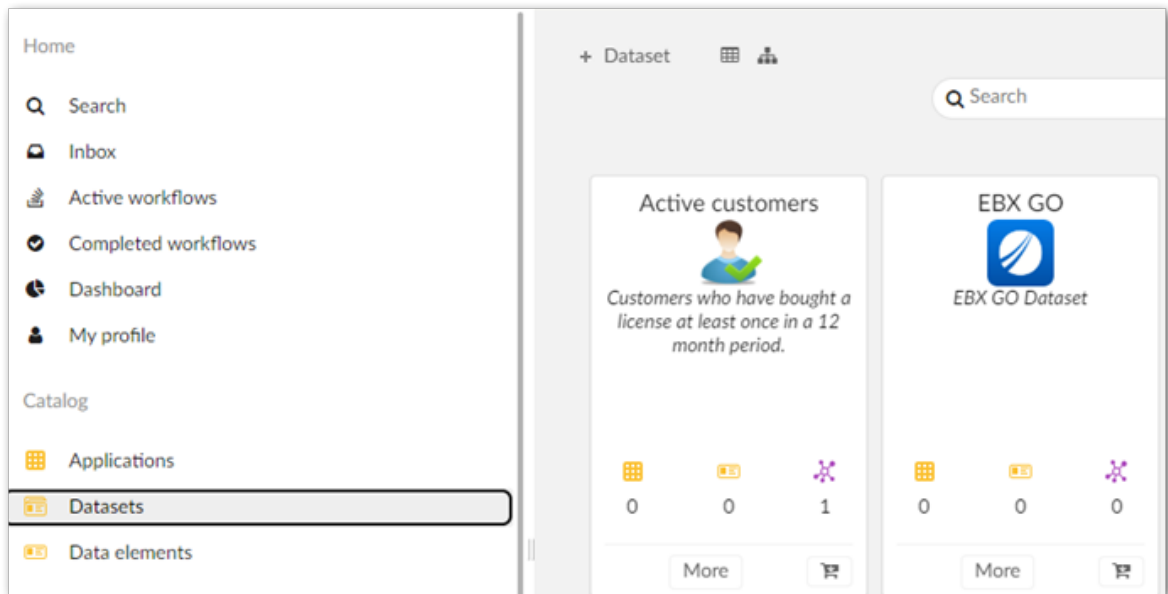 Home
Search
Inbox
Active workflows
Completed workflows
Dashboard
My profile
Catalog
Applications
Datasets
Data elements
+ Dataset
Search
Active customers
Customers who have bought a
license at least once in a 12
month period.
0 0 1
More
EBX GO
EBX GO Dataset
0 0 0
More